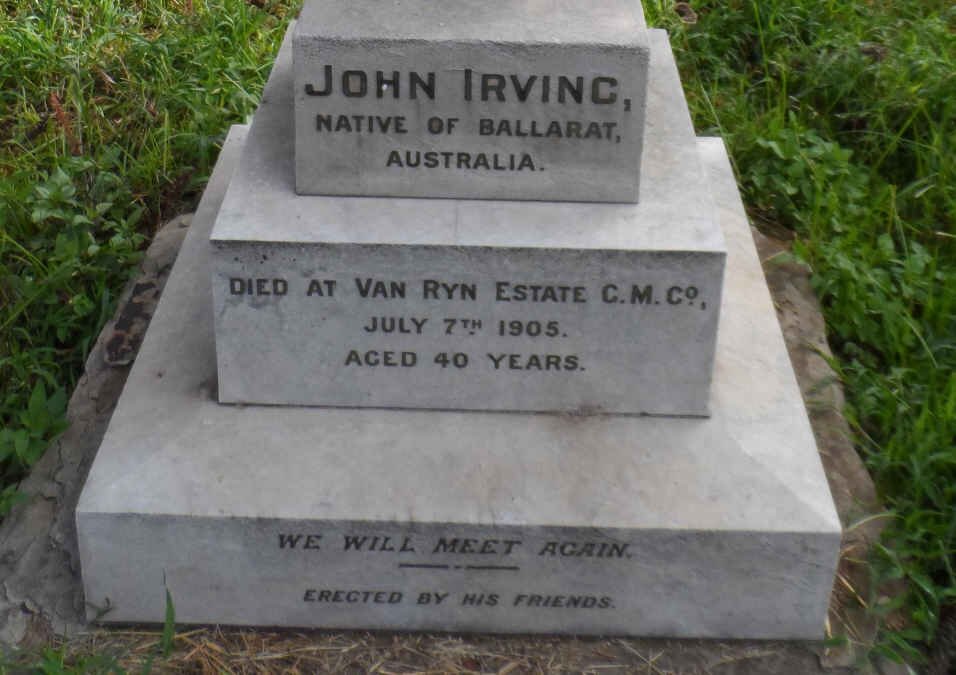 JOHN IRVING,
NATIVE OF BALLARAT,
AUSTRALIA.
DIED AT VAN RYN ESTATE G.M.Cº.,
JULY 7TH 1905.
AGED 40 YEARS.
WE WILL MEET AGAIN.
ERECTED BY HIS FRIENDS.